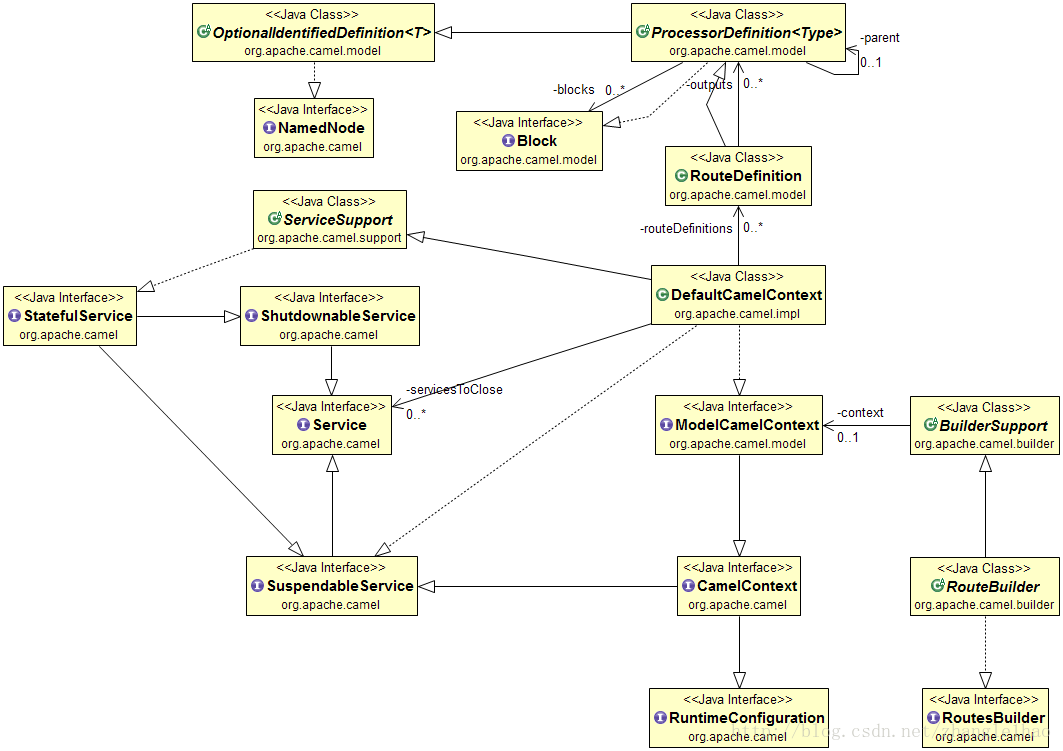 <<Java Class>>
OptionalIdentifiedDefinition<T>
org.apache.camel.model
<<Java Class>>
ProcessorDefinition<Type>
org.apache.camel.model
-parent
0..1
-blocks 0..*
-outputs 0..*
<<Java Interface>>
NamedNode
org.apache.camel
<<Java Interface>>
Block
org.apache.camel.model
<<Java Class>>
RouteDefinition
org.apache.camel.model
<<Java Class>>
ServiceSupport
org.apache.camel.support
-routeDefinitions 0..*
<<Java Class>>
DefaultCamelContext
org.apache.camel.impl
<<Java Interface>>
StatefulService
org.apache.camel
<<Java Interface>>
ShutdownableService
org.apache.camel
-servicesToClose
0..*
<<Java Interface>>
Service
org.apache.camel
<<Java Interface>>
ModelCamelContext
org.apache.camel.model
-context
0..1
<<Java Class>>
BuilderSupport
org.apache.camel.builder
<<Java Interface>>
SuspendableService
org.apache.camel
<<Java Interface>>
CamelContext
org.apache.camel
<<Java Class>>
RouteBuilder
org.apache.camel.builder
<<Java Interface>>
RuntimeConfiguration
org.apache.camel
<<Java Interface>>
RoutesBuilder
org.apache.camel
http://blog.csdn.net/zhangleihao